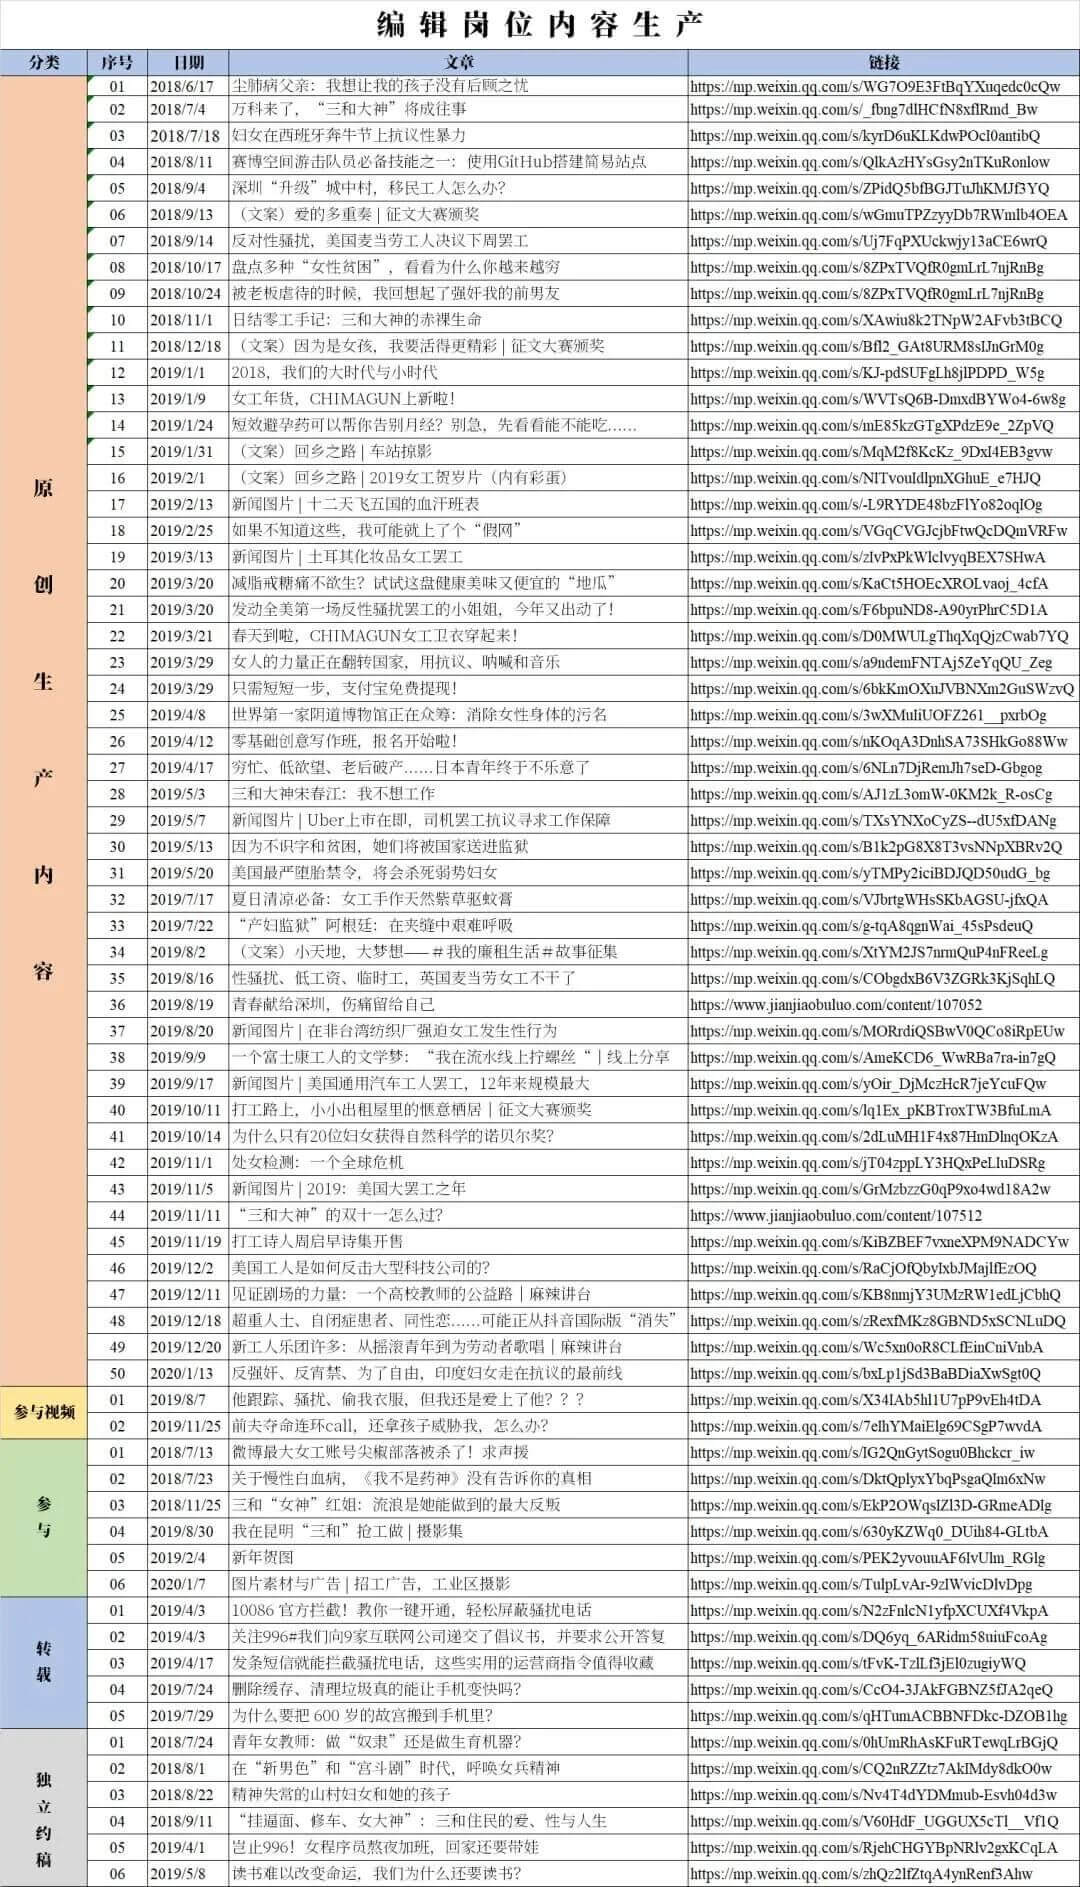 编辑岗位内容生产
分类 序号 日期 文章 链接
原创生产内容
01 2018/6/17 尘肺病父亲：我想让我的孩子没有后顾之忧 https://mp.weixin.qq.com/s/WG7O9E3FtBqYXuqedc0cQw
02 2018/7/4 万科来了，“三和大神”将成往事 https://mp.weixin.qq.com/s/_fbng7dIHCfN8xflRmd_Bw
03 2018/7/18 妇女在西班牙奔牛节上抗议性暴力 https://mp.weixin.qq.com/s/kyrD6uKLKdwPOcI0antibQ
04 2018/8/11 赛博空间游击队员必备技能之一：使用GitHub搭建简易站点 https://mp.weixin.qq.com/s/QlkAzHYsGsy2nTKuRonlow
05 2018/9/4 深圳“升级”城中村，移民工人怎么办？ https://mp.weixin.qq.com/s/ZPidQ5bfBGJTuJhKMJf3YQ
06 2018/9/13 （文案）爱的多重奏 | 征文大赛颁奖 https://mp.weixin.qq.com/s/wGmuTPZzyyDb7RWmlb4OEA
07 2018/9/14 反对性骚扰，美国麦当劳工人决议下周罢工 https://mp.weixin.qq.com/s/Uj7FqPXUckwjy13aCE6wrQ
08 2018/10/17 盘点多种“女性贫困”，看看为什么你越来越穷 https://mp.weixin.qq.com/s/8ZPxTVQfR0gmLrL7njRnBg
09 2018/10/24 被老板虐待的时候，我回想起了强奸我的前男友 https://mp.weixin.qq.com/s/8ZPxTVQfR0gmLrL7njRnBg
10 2018/11/1 日结零工手记：三和大神的赤裸生命 https://mp.weixin.qq.com/s/XAwiu8k2TNpW2AFvb3tBCQ
11 2018/12/18 （文案）因为是女孩，我要活得更精彩 | 征文大赛颁奖 https://mp.weixin.qq.com/s/Bfl2_GAt8URM8sIJnGrM0g
12 2019/1/1 2018，我们的大时代与小时代 https://mp.weixin.qq.com/s/KJ-pdSUFgLh8jlPDPD_W5g
13 2019/1/9 女工年货，CHIMAGUN上新啦！ https://mp.weixin.qq.com/s/WVTsQ6B-DmxdBYWo4-6w8g
14 2019/1/24 短效避孕药可以帮你告别月经？别急，先看看能不能吃…… https://mp.weixin.qq.com/s/mE85kzGTgXPdzE9e_2ZpVQ
15 2019/1/31 （文案）回乡之路 | 车站掠影 https://mp.weixin.qq.com/s/MqM2f8KcKz_9DxI4EB3gvw
16 2019/2/1 （文案）回乡之路 | 2019女工贺岁片（内有彩蛋） https://mp.weixin.qq.com/s/NlTvouIdlpnXGhuE_e7HJQ
17 2019/2/13 新闻图片 | 十二天飞五国的血汗班表 https://mp.weixin.qq.com/s/-L9RYDE48bzFlYo82oqIOg
18 2019/2/25 如果不知道这些，我可能就上了个“假网” https://mp.weixin.qq.com/s/VGqCVGJcjbFtwQcDQmVRFw
19 2019/3/13 新闻图片 | 土耳其化妆品女工罢工 https://mp.weixin.qq.com/s/zIvPxPkWlcIvyqBEX7SHwA
20 2019/3/20 减脂戒糖痛不欲生？试试这盘健康美味又便宜的“地瓜” https://mp.weixin.qq.com/s/KaCt5HOEcXROLvaoj_4cfA
21 2019/3/20 发动全美第一场反性骚扰罢工的小姐姐，今年又出动了！ https://mp.weixin.qq.com/s/F6bpuND8-A90yrPhrC5D1A
22 2019/3/21 春天到啦，CHIMAGUN女工卫衣穿起来！ https://mp.weixin.qq.com/s/D0MWULgThqXqQjzCwab7YQ
23 2019/3/29 女人的力量正在翻转国家，用抗议、呐喊和音乐 https://mp.weixin.qq.com/s/a9ndemFNTAj5ZeYqQU_Zeg
24 2019/3/29 只需短短一步，支付宝免费提现！ https://mp.weixin.qq.com/s/6bkKmOXuJVBNXm2GuSWzvQ
25 2019/4/8 世界第一家阴道博物馆正在众筹：消除女性身体的污名 https://mp.weixin.qq.com/s/3wXMuIiUOFZ261__pxrbOg
26 2019/4/12 零基础创意写作班，报名开始啦！ https://mp.weixin.qq.com/s/nKOqA3DnhSA73SHkGo88Ww
27 2019/4/17 穷忙、低欲望、老后破产……日本青年终于不乐意了 https://mp.weixin.qq.com/s/6NLn7DjRemJh7seD-Gbgog
28 2019/5/3 三和大神宋春江：我不想工作 https://mp.weixin.qq.com/s/AJ1zL3omW-0KM2k_R-osCg
29 2019/5/7 新闻图片 | Uber上市在即，司机罢工抗议寻求工作保障 https://mp.weixin.qq.com/s/TXsYNXoCyZS--dU5xfDANg
30 2019/5/13 因为不识字和贫困，她们将被国家送进监狱 https://mp.weixin.qq.com/s/B1k2pG8X8T3vsNNpXBRv2Q
31 2019/5/20 美国最严堕胎禁令，将会杀死弱势妇女 https://mp.weixin.qq.com/s/yTMPy2iciBDJQD50udG_bg
32 2019/7/17 夏日清凉必备：女工手作天然紫草驱蚊膏 https://mp.weixin.qq.com/s/VJbrtgWHsSKbAGSU-jfxQA
33 2019/7/22 “产妇监狱”阿根廷：在夹缝中艰难呼吸 https://mp.weixin.qq.com/s/g-tqA8qgnWai_45sPsdeuQ
34 2019/8/2 （文案）小天地，大梦想——＃我的廉租生活＃故事征集 https://mp.weixin.qq.com/s/XtYM2JS7nrmQuP4nFReeLg
35 2019/8/16 性骚扰、低工资、临时工，英国麦当劳女工不干了 https://mp.weixin.qq.com/s/CObgdxB6V3ZGRk3KjSqhLQ
36 2019/8/19 青春献给深圳，伤痛留给自己 https://www.jianjiaobuluo.com/content/107052
37 2019/8/20 新闻图片 | 在非台湾纺织厂强迫女工发生性行为 https://mp.weixin.qq.com/s/MORrdiQSBwV0QCo8iRpEUw
38 2019/9/9 一个富士康工人的文学梦：“我在流水线上拧螺丝“ | 线上分享 https://mp.weixin.qq.com/s/AmeKCD6_WwRBa7ra-in7gQ
39 2019/9/17 新闻图片 | 美国通用汽车工人罢工，12年来规模最大 https://mp.weixin.qq.com/s/yOir_DjMczHcR7jeYcuFQw
40 2019/10/11 打工路上，小小出租屋里的惬意栖居 | 征文大赛颁奖 https://mp.weixin.qq.com/s/lq1Ex_pKBTroxTW3BfuLmA
41 2019/10/14 为什么只有20位妇女获得自然科学的诺贝尔奖？ https://mp.weixin.qq.com/s/2dLuMH1F4x87HmDlnqOKzA
42 2019/11/1 处女检测：一个全球危机 https://mp.weixin.qq.com/s/jT04zppLY3HQxPeLIuDSRg
43 2019/11/5 新闻图片 | 2019：美国大罢工之年 https://mp.weixin.qq.com/s/GrMzbzzG0qP9xo4wd18A2w
44 2019/11/11 “三和大神”的双十一怎么过？ https://www.jianjiaobuluo.com/content/107512
45 2019/11/19 打工诗人周启早诗集开售 https://mp.weixin.qq.com/s/KiBZBEF7vxneXPM9NADCYw
46 2019/12/2 美国工人是如何反击大型科技公司的？ https://mp.weixin.qq.com/s/RaCjOfQbyIxbJMajlfEzOQ
47 2019/12/11 见证剧场的力量：一个高校教师的公益路 | 麻辣讲台 https://mp.weixin.qq.com/s/KB8nmjY3UMzRW1edLjCbhQ
48 2019/12/18 超重人士、自闭症患者、同性恋……可能正从抖音国际版“消失” https://mp.weixin.qq.com/s/zRexfMKz8GBND5xSCNLuDQ
49 2019/12/20 新工人乐团许多：从摇滚青年到为劳动者歌唱 | 麻辣讲台 https://mp.weixin.qq.com/s/Wc5xn0oR8CLfEinCniVnbA
50 2020/1/13 反强奸、反宵禁、为了自由，印度妇女走在抗议的最前线 https://mp.weixin.qq.com/s/bxLp1jSd3BaBDiaXwSgt0Q
参与视频
01 2019/8/7 他跟踪、骚扰、偷我衣服，但我还是爱上了他？？？ https://mp.weixin.qq.com/s/X34IAb5hl1U7pP9vEh4tDA
02 2019/11/25 前夫夺命连环call，还拿孩子威胁我，怎么办？ https://mp.weixin.qq.com/s/7elhYMaiElg69CSgP7wvdA
参与
01 2018/7/13 微博最大女工账号尖椒部落被杀了！求声援 https://mp.weixin.qq.com/s/IG2QnGytSogu0Bhckcr_iw
02 2018/7/23 关于慢性白血病，《我不是药神》没有告诉你的真相 https://mp.weixin.qq.com/s/DktQplyxYbqPsgaQlm6xNw
03 2018/11/25 三和“女神”红姐：流浪是她能做到的最大反叛 https://mp.weixin.qq.com/s/EkP2OWqslZl3D-GRmeADlg
04 2019/8/30 我在昆明“三和”抢工做 | 摄影集 https://mp.weixin.qq.com/s/630yKZWq0_DUih84-GLtbA
05 2019/2/4 新年贺图 https://mp.weixin.qq.com/s/PEK2yvouuAF6IvUlm_RGlg
06 2020/1/7 图片素材与广告 | 招工广告，工业区摄影 https://mp.weixin.qq.com/s/TulpLvAr-9zIWvicDlvDpg
转载
01 2019/4/3 10086 官方拦截！教你一键开通，轻松屏蔽骚扰电话 https://mp.weixin.qq.com/s/N2zFnlcN1yfpXCUXf4VkpA
02 2019/4/3 关注996#我们向9家互联网公司递交了倡议书，并要求公开答复 https://mp.weixin.qq.com/s/DQ6yq_6ARidm58uiuFcoAg
03 2019/4/17 发条短信就能拦截骚扰电话，这些实用的运营商指令值得收藏 https://mp.weixin.qq.com/s/tFvK-TzlLf3jEl0zugiyWQ
04 2019/7/24 删除缓存、清理垃圾真的能让手机变快吗？ https://mp.weixin.qq.com/s/CcO4-3JAkFGBNZ5fJA2qeQ
05 2019/7/29 为什么要把 600 岁的故宫搬到手机里？ https://mp.weixin.qq.com/s/qHTumACBBNFDkc-DZOB1hg
独立约稿
01 2018/7/24 青年女教师：做“奴隶”还是做生育机器？ https://mp.weixin.qq.com/s/0hUmRhAsKFuRTewqLrBGjQ
02 2018/8/1 在“新男色”和“宫斗剧”时代，呼唤女兵精神 https://mp.weixin.qq.com/s/CQ2nRZZtz7AkIMdy8dkO0w
03 2018/8/22 精神失常的山村妇女和她的孩子 https://mp.weixin.qq.com/s/Nv4T4dYDMmub-Esvh04d3w
04 2018/9/11 “挂逼面、修车、女大神”：三和住民的爱、性与人生 https://mp.weixin.qq.com/s/V60HdF_UGGUX5cTl__Vf1Q
05 2019/4/1 岂止996！女程序员熬夜加班，回家还要带娃 https://mp.weixin.qq.com/s/RjehCHGYBpNRlv2gxKCqLA
06 2019/5/8 读书难以改变命运，我们为什么还要读书？ https://mp.weixin.qq.com/s/zhQz2lfZtqA4ynRenf3Ahw